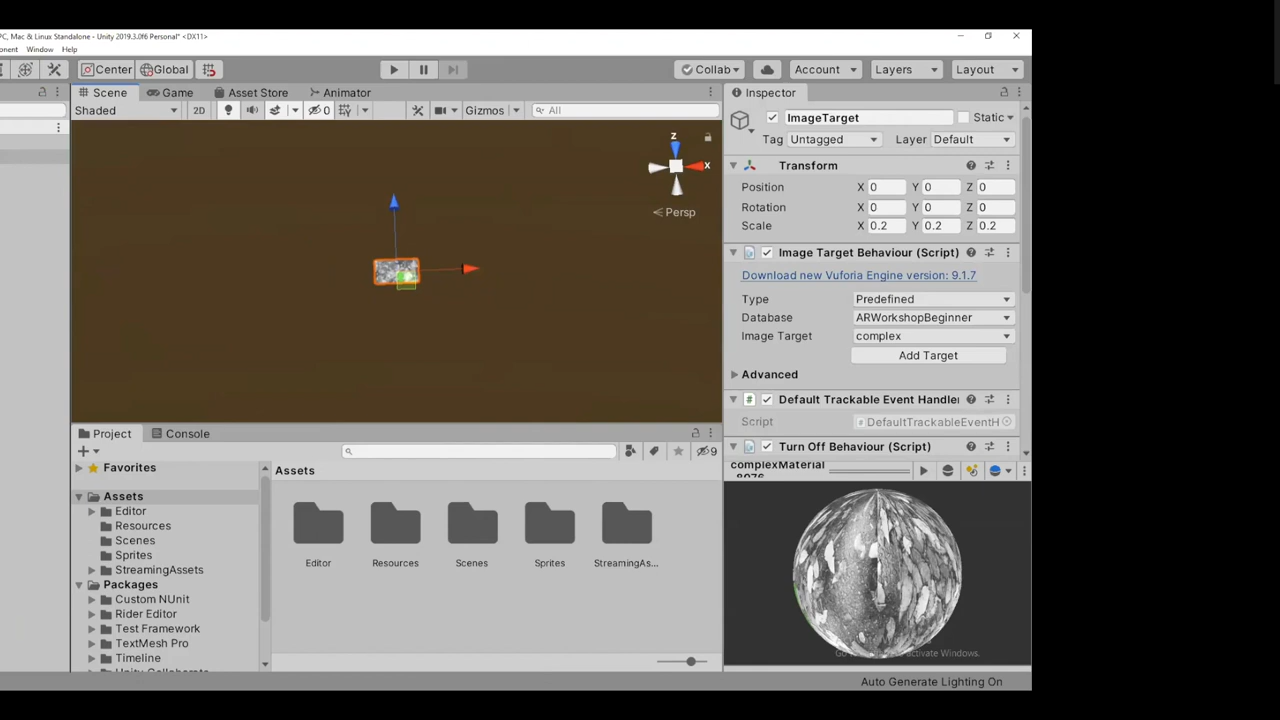 PC, Mac & Linux Standalone - Unity 2019.3.0f6 Personal* <DX11>
Window Help
Center Global Collab Account Layers Layout
Scene Game Asset Store Animator
Shaded 2D 0 Gizmos All
z
x
Persp
Inspector
ImageTarget Static
Tag Untagged Layer Default
Transform
Position X 0 Y 0 Z 0
Rotation X 0 Y 0 Z 0
Scale X 0.2 Y 0.2 Z 0.2
Image Target Behaviour (Script)
Download new Vuforia Engine version: 9.1.7
Type Predefined
Database ARWorkshopBeginner
Image Target complex
Add Target
Advanced
# Default Trackable Event Handler
Script # DefaultTrackableEventH
Turn Off Behaviour (Script)
complexMaterial
Project Console
9
Favorites
Assets
Editor
Resources
Scenes
Sprites
StreamingAssets
Packages
Custom NUnit
Rider Editor
Test Framework
TextMesh Pro
Timeline
Assets
Editor Resources Scenes Sprites StreamingAs...
Auto Generate Lighting On